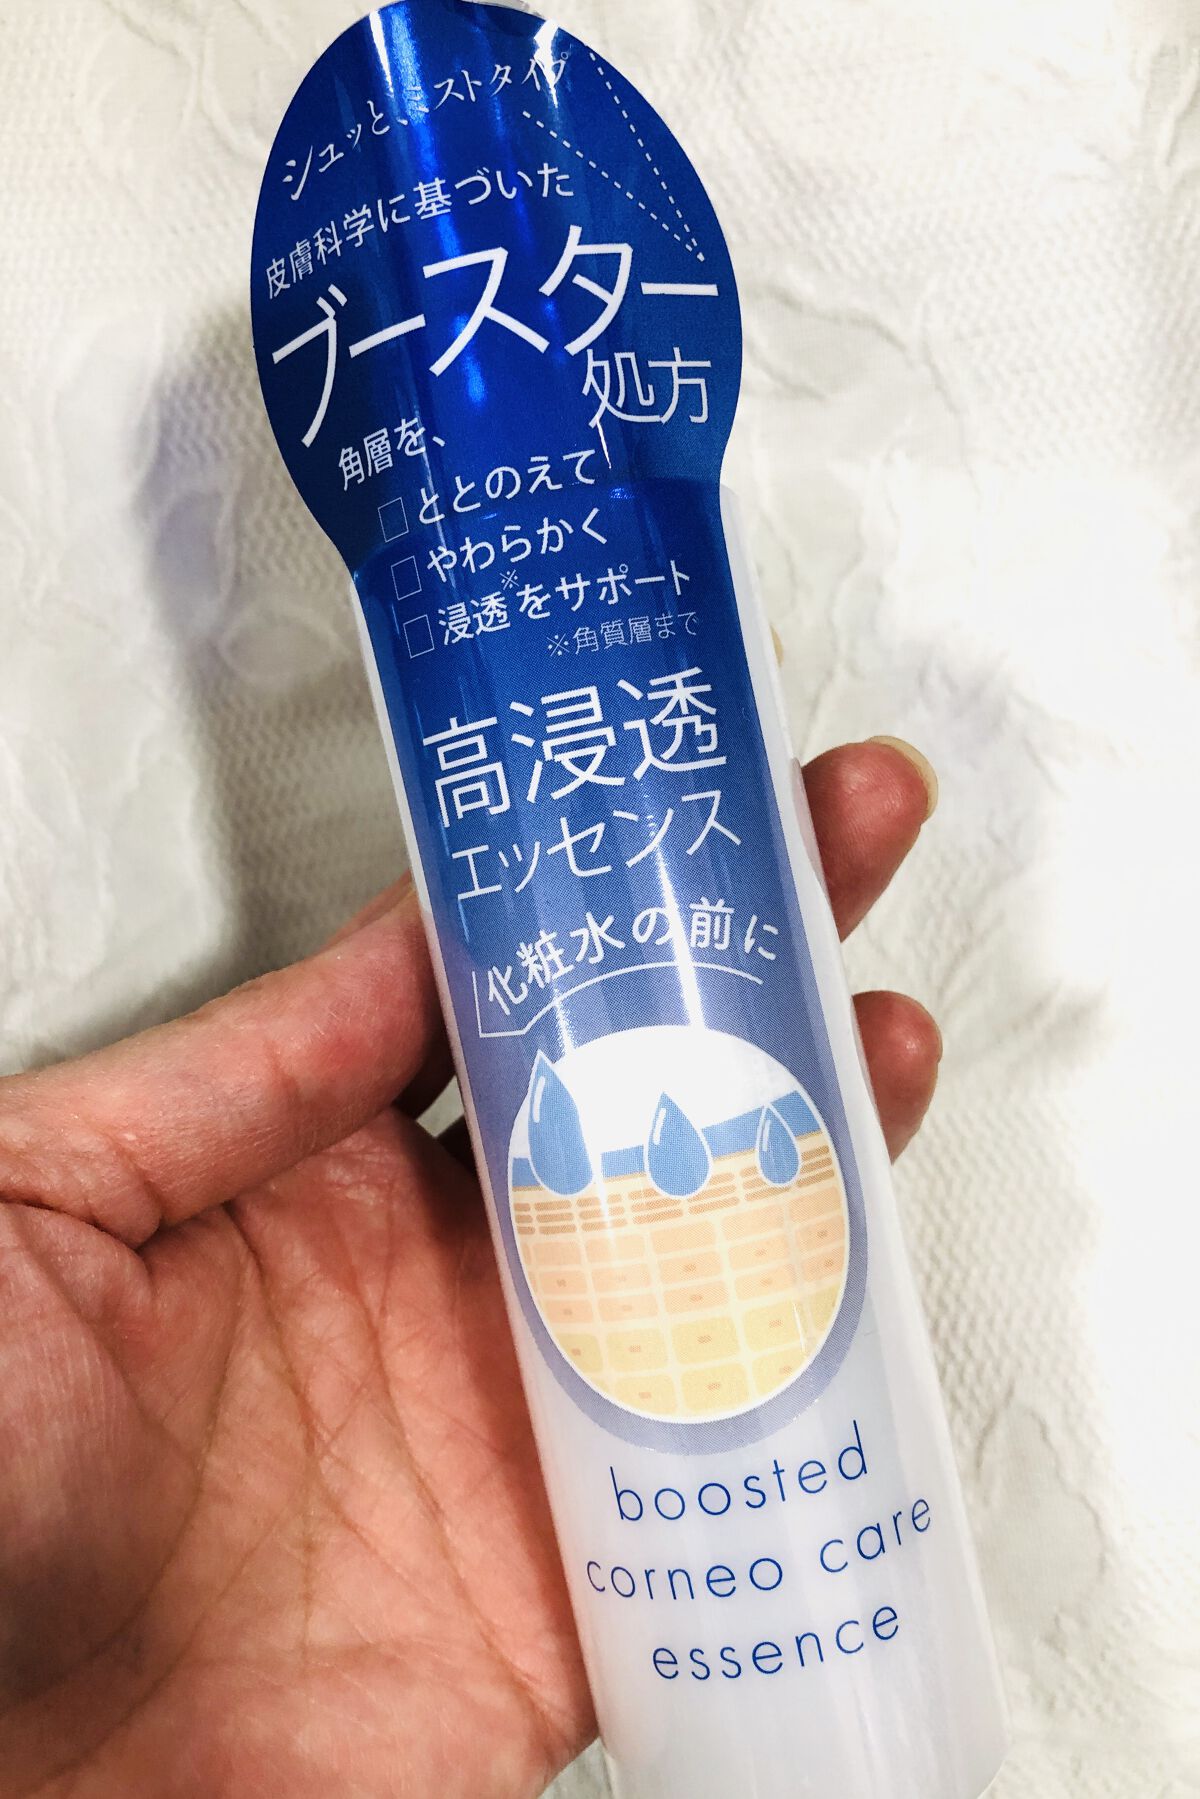 シュッと、ミストタイプ
皮膚科学に基づいた
ブースター
処方
角層を、
□ととのえて
□やわらかく
□浸透※をサポート
※角質層まで
高浸透
エッセンス
化粧水の前に
boosted
corneo care
essence